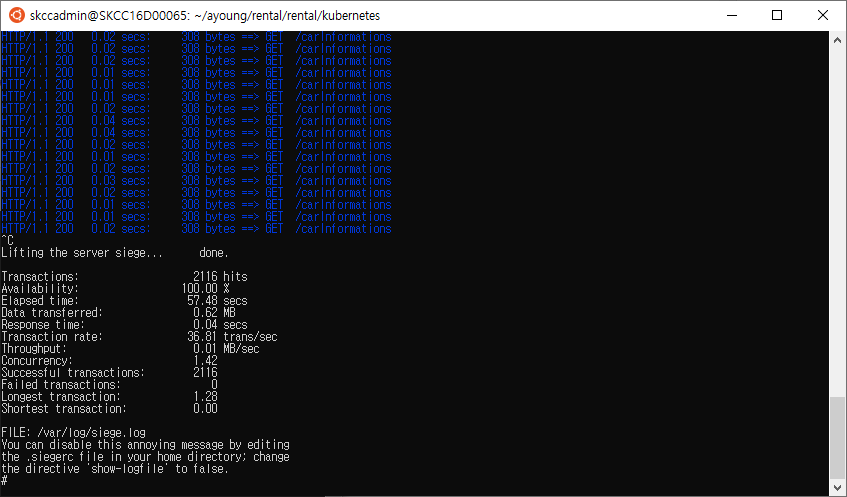 skccadmin@SKCC16D00065: ~/ayoung/rental/rental/kubernetes
HTTP/1.1 200   0.02 secs:     308 bytes ==> GET  /carInformations
HTTP/1.1 200   0.02 secs:     308 bytes ==> GET  /carInformations
HTTP/1.1 200   0.02 secs:     308 bytes ==> GET  /carInformations
HTTP/1.1 200   0.01 secs:     308 bytes ==> GET  /carInformations
HTTP/1.1 200   0.01 secs:     308 bytes ==> GET  /carInformations
HTTP/1.1 200   0.01 secs:     308 bytes ==> GET  /carInformations
HTTP/1.1 200   0.02 secs:     308 bytes ==> GET  /carInformations
HTTP/1.1 200   0.04 secs:     308 bytes ==> GET  /carInformations
HTTP/1.1 200   0.04 secs:     308 bytes ==> GET  /carInformations
HTTP/1.1 200   0.02 secs:     308 bytes ==> GET  /carInformations
HTTP/1.1 200   0.01 secs:     308 bytes ==> GET  /carInformations
HTTP/1.1 200   0.02 secs:     308 bytes ==> GET  /carInformations
HTTP/1.1 200   0.03 secs:     308 bytes ==> GET  /carInformations
HTTP/1.1 200   0.02 secs:     308 bytes ==> GET  /carInformations
HTTP/1.1 200   0.01 secs:     308 bytes ==> GET  /carInformations
HTTP/1.1 200   0.01 secs:     308 bytes ==> GET  /carInformations
HTTP/1.1 200   0.02 secs:     308 bytes ==> GET  /carInformations
^C
Lifting the server siege...      done.
Transactions:                   2116 hits
Availability:                 100.00 %
Elapsed time:                  57.48 secs
Data transferred:               0.62 MB
Response time:                  0.04 secs
Transaction rate:              36.81 trans/sec
Throughput:                     0.01 MB/sec
Concurrency:                    1.42
Successful transactions:        2116
Failed transactions:               0
Longest transaction:            1.28
Shortest transaction:           0.00
FILE: /var/log/siege.log
You can disable this annoying message by editing
the .siegerc file in your home directory; change
the directive 'show-logfile' to false.
#